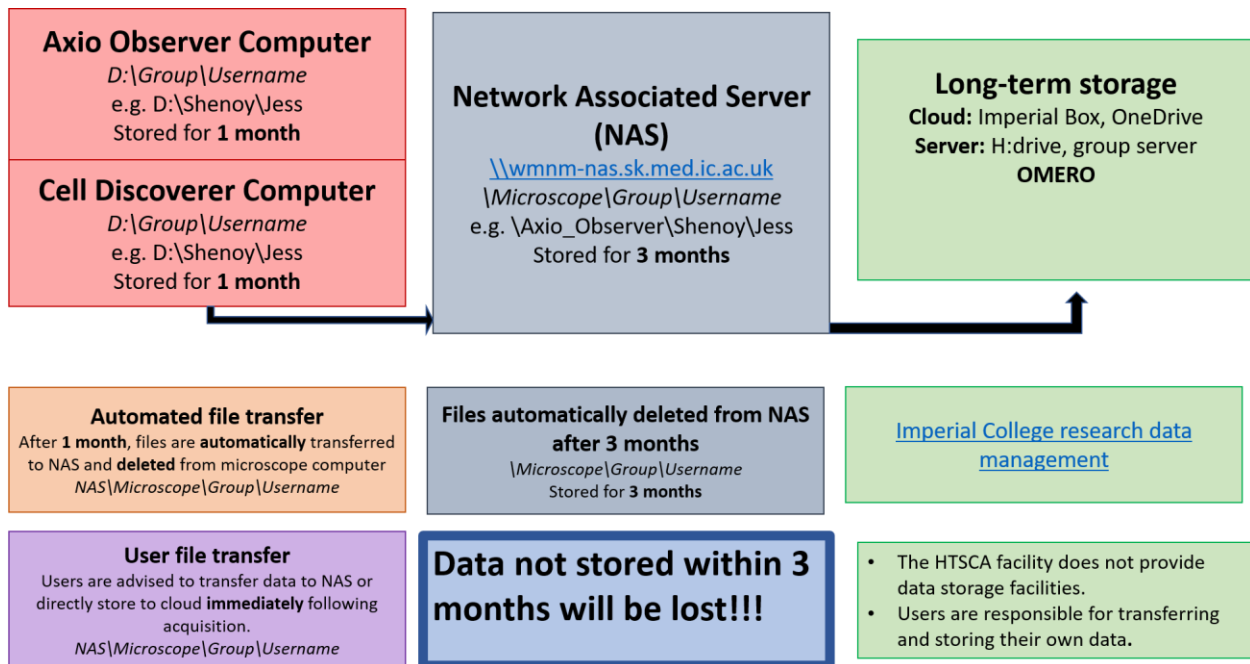 Axio Observer Computer
D:\Group\Username
e.g. D:\Shenoy\Jess
Stored for 1 month
Cell Discoverer Computer
D:\Group\Username
e.g. D:\Shenoy\Jess
Stored for 1 month
Network Associated Server
(NAS)
\\wmnm-nas.sk.med.ic.ac.uk
\Microscope\Group\Username
e.g. \Axio_Observer\Shenoy\Jess
Stored for 3 months
Long-term storage
Cloud: Imperial Box, OneDrive
Server: H:drive, group server
OMERO
Automated file transfer
After 1 month, files are automatically transferred
to NAS and deleted from microscope computer
NAS\Microscope\Group\Username
Files automatically deleted from NAS
after 3 months
\Microscope\Group\Username
Stored for 3 months
Imperial College research data
management
User file transfer
Users are advised to transfer data to NAS or
directly store to cloud immediately following
acquisition.
NAS\Microscope\Group\Username
Data not stored within 3
months will be lost!!!
• The HTSCA facility does not provide
data storage facilities.
• Users are responsible for transferring
and storing their own data.